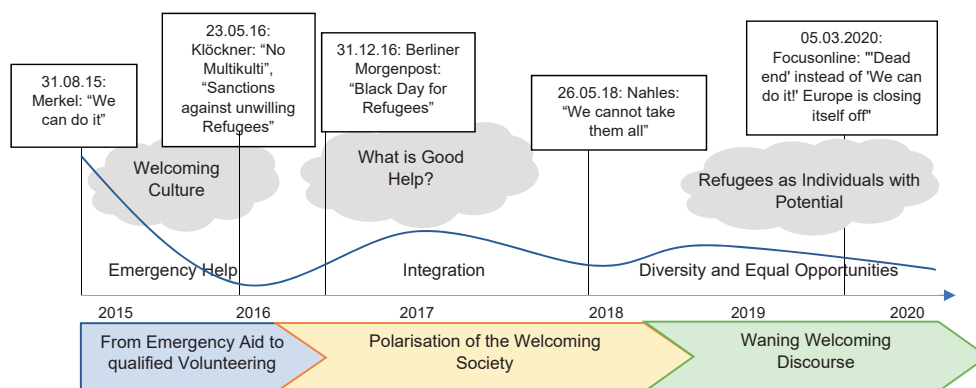 31.08.15:
Merkel: “We
can do it”
23.05.16:
Klöckner: “No
Multikulti”,
“Sanctions
against unwilling
Refugees”
31.12.16: Berliner
Morgenpost:
“Black Day for
Refugees”
26.05.18: Nahles:
“We cannot take
them all”
05.03.2020:
Focusonline: "'Dead
end' instead of 'We can
do it!' Europe is closing
itself off"
Welcoming
Culture
What is Good
Help?
Refugees as Individuals with
Potential
Emergency Help
Integration
Diversity and Equal Opportunities
2015
2016
2017
2018
2019
2020
From Emergency Aid to
qualified Volunteering
Polarisation of the Welcoming
Society
Waning Welcoming
Discourse